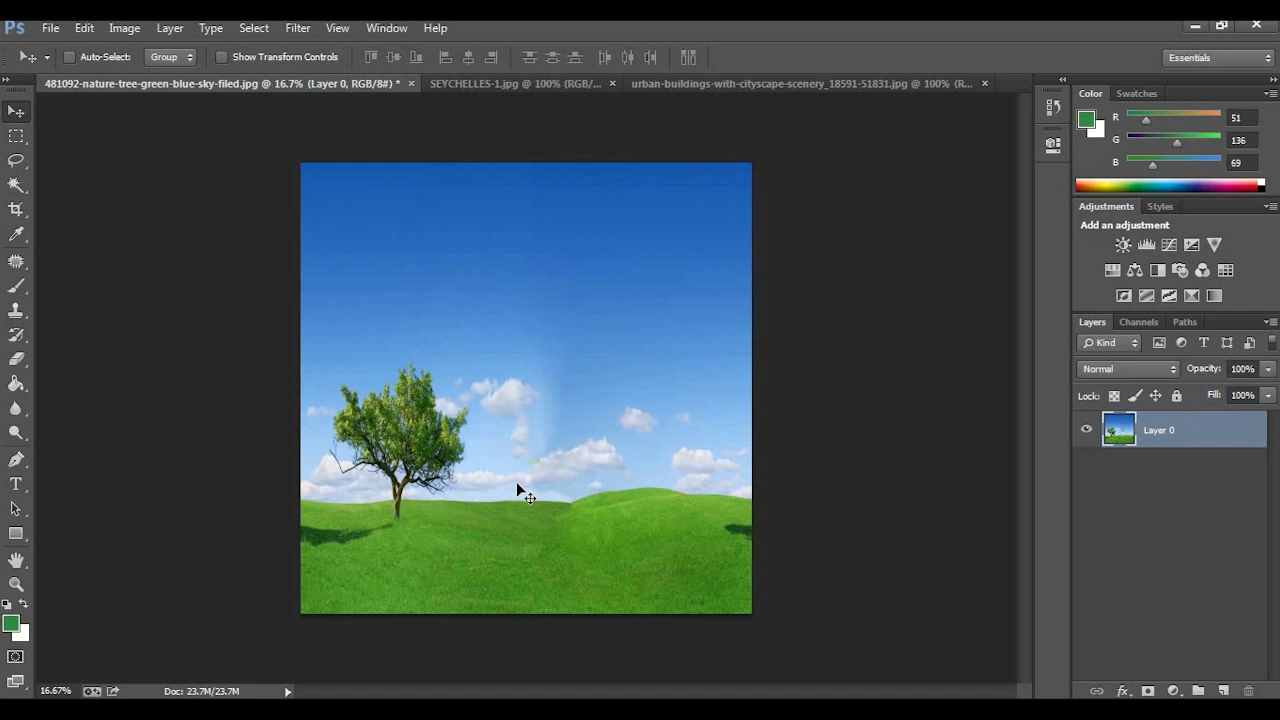 Ps File Edit Image Layer Type Select Filter View Window Help
Auto-Select: Group Show Transform Controls Essentials
481092-nature-tree-green-blue-sky-filed.jpg @ 16.7% (Layer 0, RGB/8#) * × SEYCHELLES-1.jpg @ 100% (RGB/... × urban-buildings-with-cityscape-scenery_18591-51831.jpg @ 100% (R... ×
Color Swatches
R 51
G 136
B 69
Adjustments Styles
Add an adjustment
Layers Channels Paths
Kind T
Normal Opacity: 100%
Lock: Fill: 100%
Layer 0
T
16.67% Doc: 23.7M/23.7M
fx